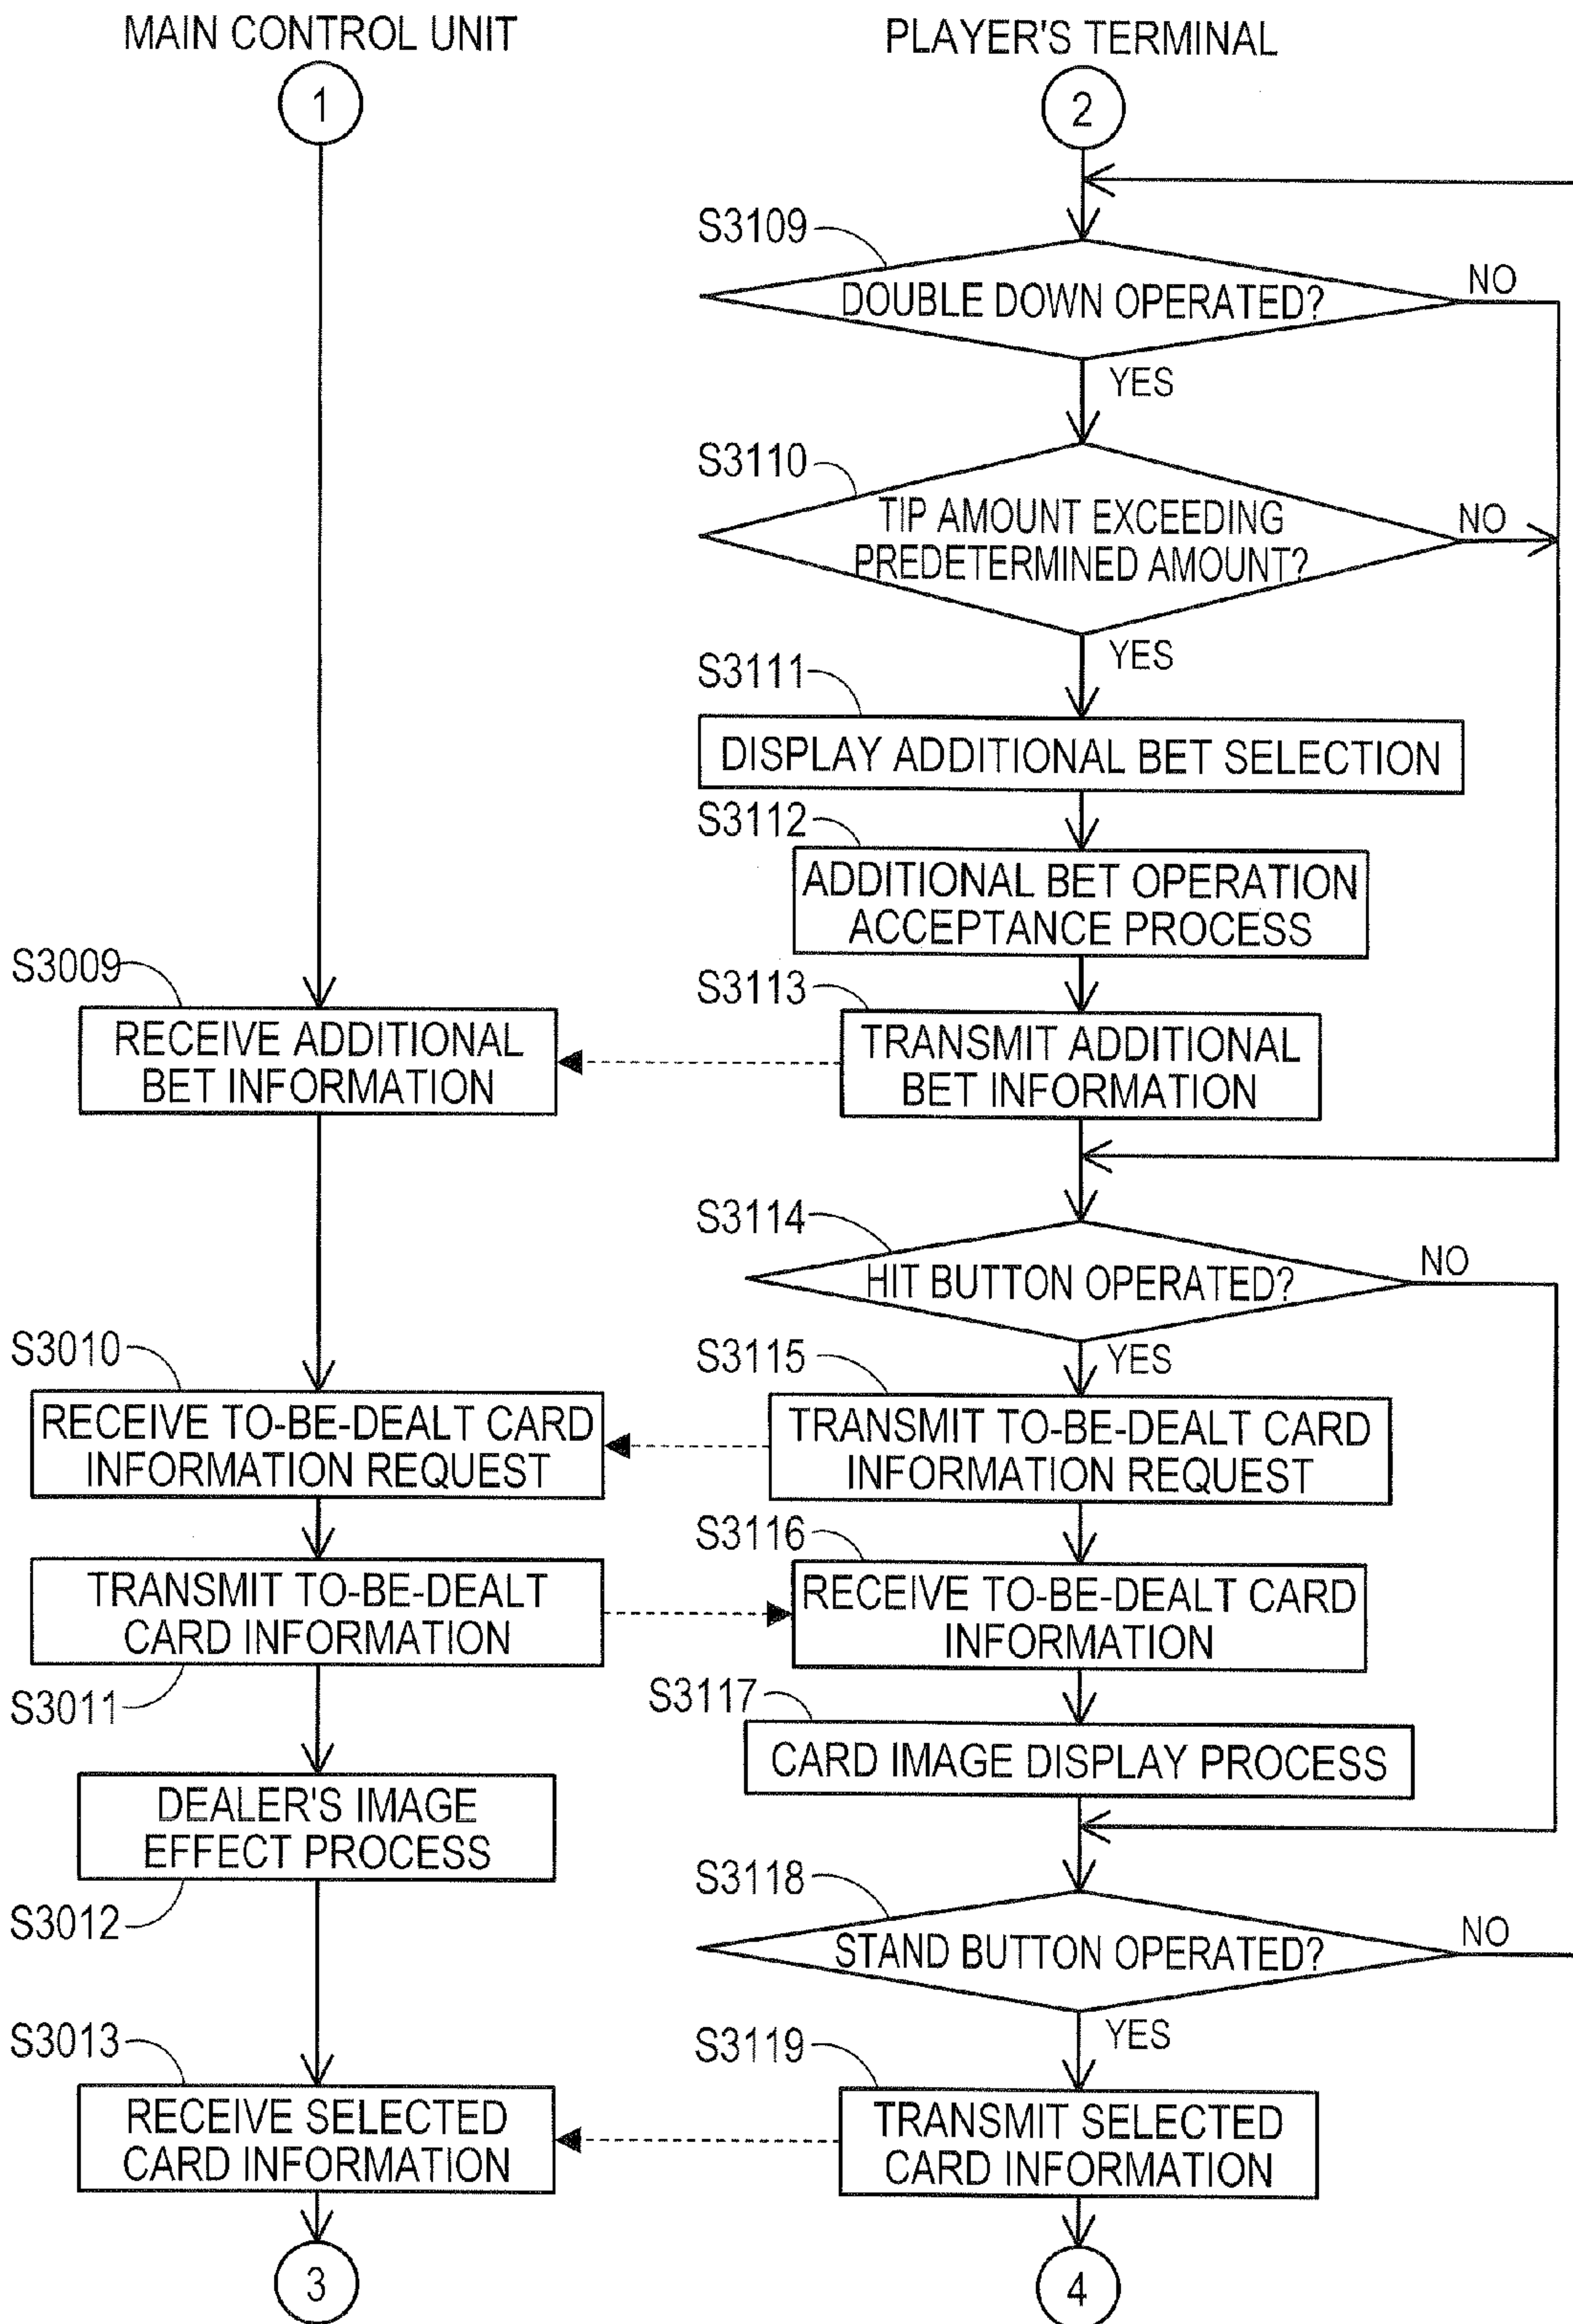 MAIN CONTROL UNIT
PLAYER'S TERMINAL
1
2
S3109
DOUBLE DOWN OPERATED?
NO
YES
S3110
TIP AMOUNT EXCEEDING
PREDETERMINED AMOUNT?
NO
YES
S3111
DISPLAY ADDITIONAL BET SELECTION
S3112
ADDITIONAL BET OPERATION
ACCEPTANCE PROCESS
S3009
RECEIVE ADDITIONAL
BET INFORMATION
S3113
TRANSMIT ADDITIONAL
BET INFORMATION
S3114
HIT BUTTON OPERATED?
NO
YES
S3010
RECEIVE TO-BE-DEALT CARD
INFORMATION REQUEST
S3115
TRANSMIT TO-BE-DEALT CARD
INFORMATION REQUEST
TRANSMIT TO-BE-DEALT
CARD INFORMATION
S3011
S3116
RECEIVE TO-BE-DEALT CARD
INFORMATION
S3117
CARD IMAGE DISPLAY PROCESS
DEALER'S IMAGE
EFFECT PROCESS
S3012
S3118
STAND BUTTON OPERATED?
NO
YES
S3013
RECEIVE SELECTED
CARD INFORMATION
S3119
TRANSMIT SELECTED
CARD INFORMATION
3
4